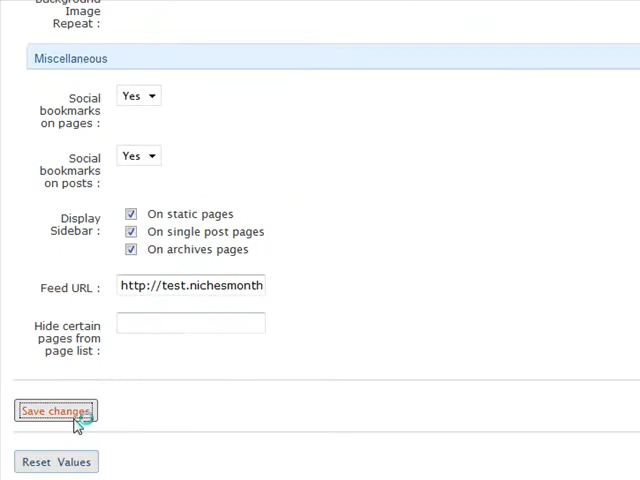 Background
Image
Repeat :
Miscellaneous
Social
bookmarks
on pages :
Yes
Social
bookmarks
on posts :
Yes
Display
Sidebar :
On static pages
On single post pages
On archives pages
Feed URL :
http://test.nichesmonth
Hide certain
pages from
page list :
Save changes
Reset Values